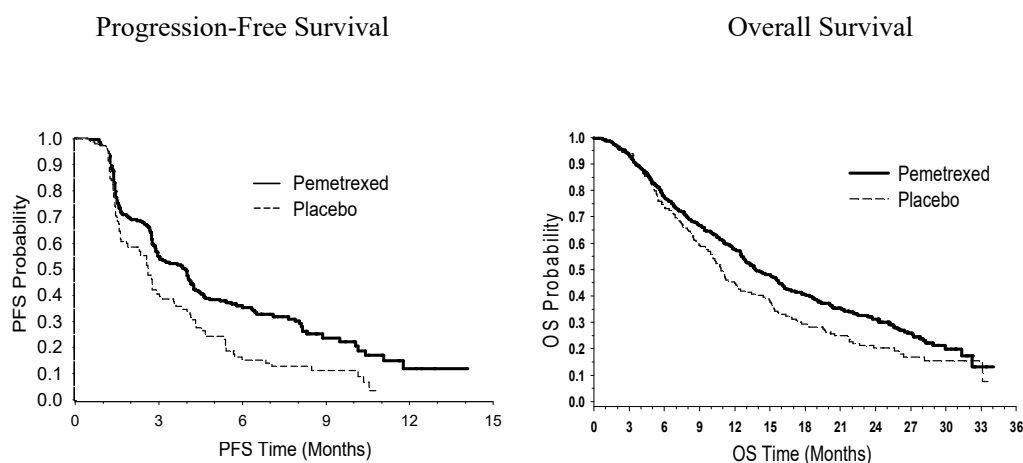 Progression-Free Survival
1.0
0.9
0.8
0.7
0.6
0.5
0.4
0.3
0.2
0.1
0.0
PFS Probability
Pemetrexed
Placebo
0 3 6 9 12 15
PFS Time (Months)
Overall Survival
1.0
0.9
0.8
0.7
0.6
0.5
0.4
0.3
0.2
0.1
0.0
OS Probability
Pemetrexed
Placebo
0 3 6 9 12 15 18 21 24 27 30 33 36
OS Time (Months)